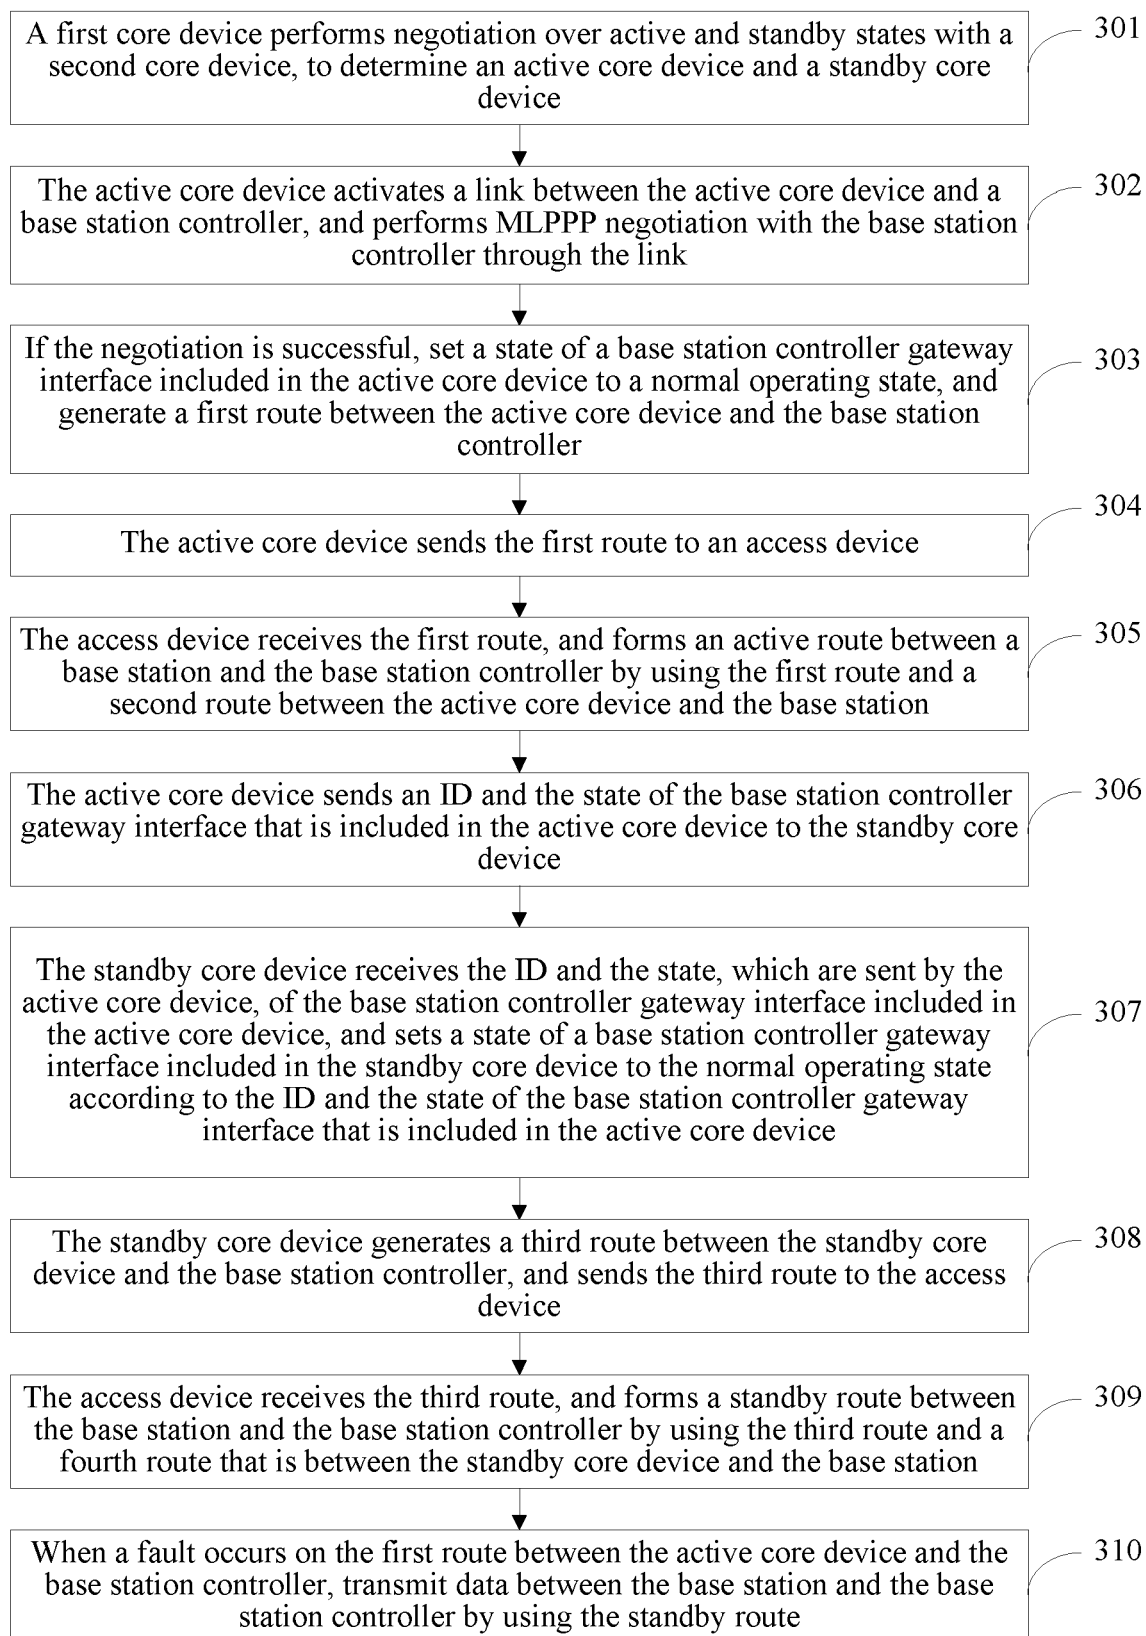 A first core device performs negotiation over active and standby states with a
second core device, to determine an active core device and a standby core
device
301
The active core device activates a link between the active core device and a
base station controller, and performs MLPPP negotiation with the base station
controller through the link
302
If the negotiation is successful, set a state of a base station controller gateway
interface included in the active core device to a normal operating state, and
generate a first route between the active core device and the base station
controller
303
The active core device sends the first route to an access device
304
The access device receives the first route, and forms an active route between a
base station and the base station controller by using the first route and a
second route between the active core device and the base station
305
The active core device sends an ID and the state of the base station controller
gateway interface that is included in the active core device to the standby core
device
306
The standby core device receives the ID and the state, which are sent by the
active core device, of the base station controller gateway interface included in
the active core device, and sets a state of a base station controller gateway
interface included in the standby core device to the normal operating state
according to the ID and the state of the base station controller gateway
interface that is included in the active core device
307
The standby core device generates a third route between the standby core
device and the base station controller, and sends the third route to the access
device
308
The access device receives the third route, and forms a standby route between
the base station and the base station controller by using the third route and a
fourth route that is between the standby core device and the base station
309
When a fault occurs on the first route between the active core device and the
base station controller, transmit data between the base station and the base
station controller by using the standby route
310